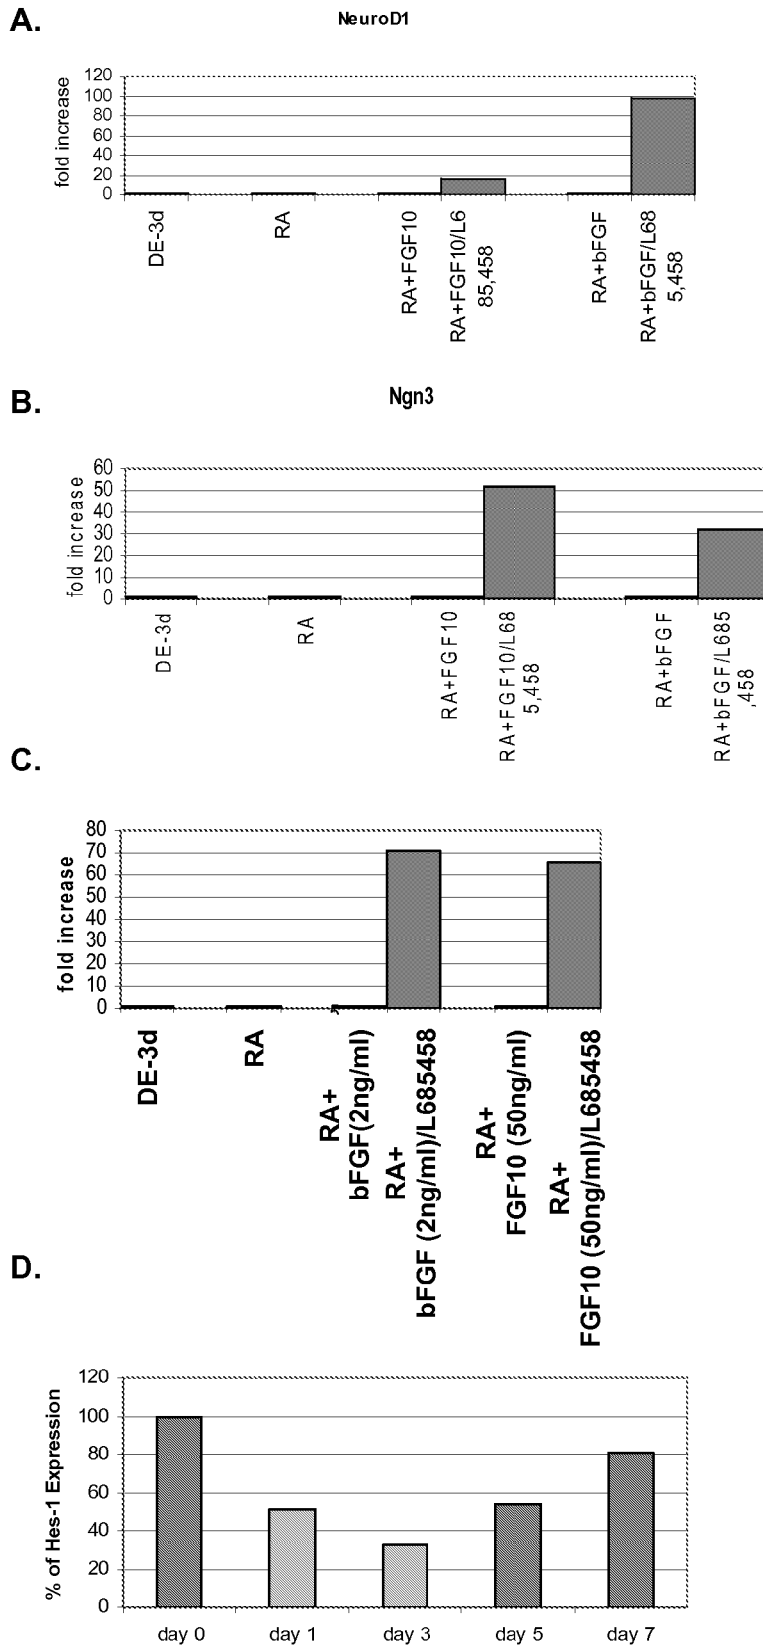 A.
NeuroD1
120
100
80
60
40
20
0
fold increase
DE-3d
RA
RA+FGF10
RA+FGF10/L6
85,458
RA+bFGF
RA+bFGF/L68
5,458
B.
Ngn3
60
50
40
30
20
10
0
fold increase
DE-3d
RA
RA+FGF10
RA+FGF10/L68
5,458
RA+bFGF
RA+bFGF/L685
,458
C.
80
70
60
50
40
30
20
10
0
fold increase
DE-3d
RA
RA+
bFGF(2ng/ml)
RA+
bFGF (2ng/ml)/L685458
RA+
FGF10 (50ng/ml)
RA+
FGF10 (50ng/ml)/L685458
D.
120
100
80
60
40
20
0
% of Hes-1 Expression
day 0
day 1
day 3
day 5
day 7